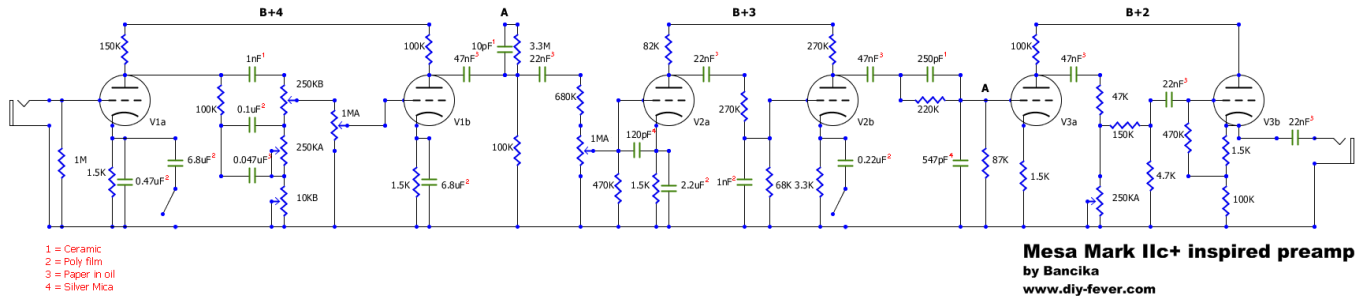 B+4
A
B+3
B+2
150K
1nF¹
250KB
100K
0.1uF²
250KA
0.047uF³
10KB
1MA
V1a
1M
1.5K
0.47uF²
6.8uF²
100K
47nF³
V1b
1.5K
6.8uF²
10pF¹
3.3M
22nF³
100K
680K
1MA
120pF⁴
470K
82K
22nF³
V2a
1.5K
2.2uF²
270K
1nF²
68K
270K
47nF³
V2b
3.3K
0.22uF²
250pF¹
220K
547pF⁴
A
87K
100K
47nF³
V3a
1.5K
47K
150K
250KA
22nF³
4.7K
470K
V3b
1.5K
100K
22nF³
1 = Ceramic
2 = Poly film
3 = Paper in oil
4 = Silver Mica
Mesa Mark IIc+ inspired preamp
by Bancika
www.diy-fever.com